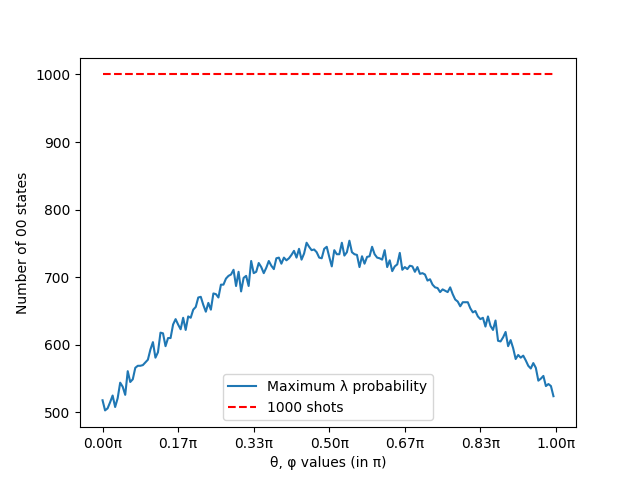 1000
900
800
700
600
500
Number of 00 states
Maximum λ probability
1000 shots
0.00π 0.17π 0.33π 0.50π 0.67π 0.83π 1.00π
θ, φ values (in π)